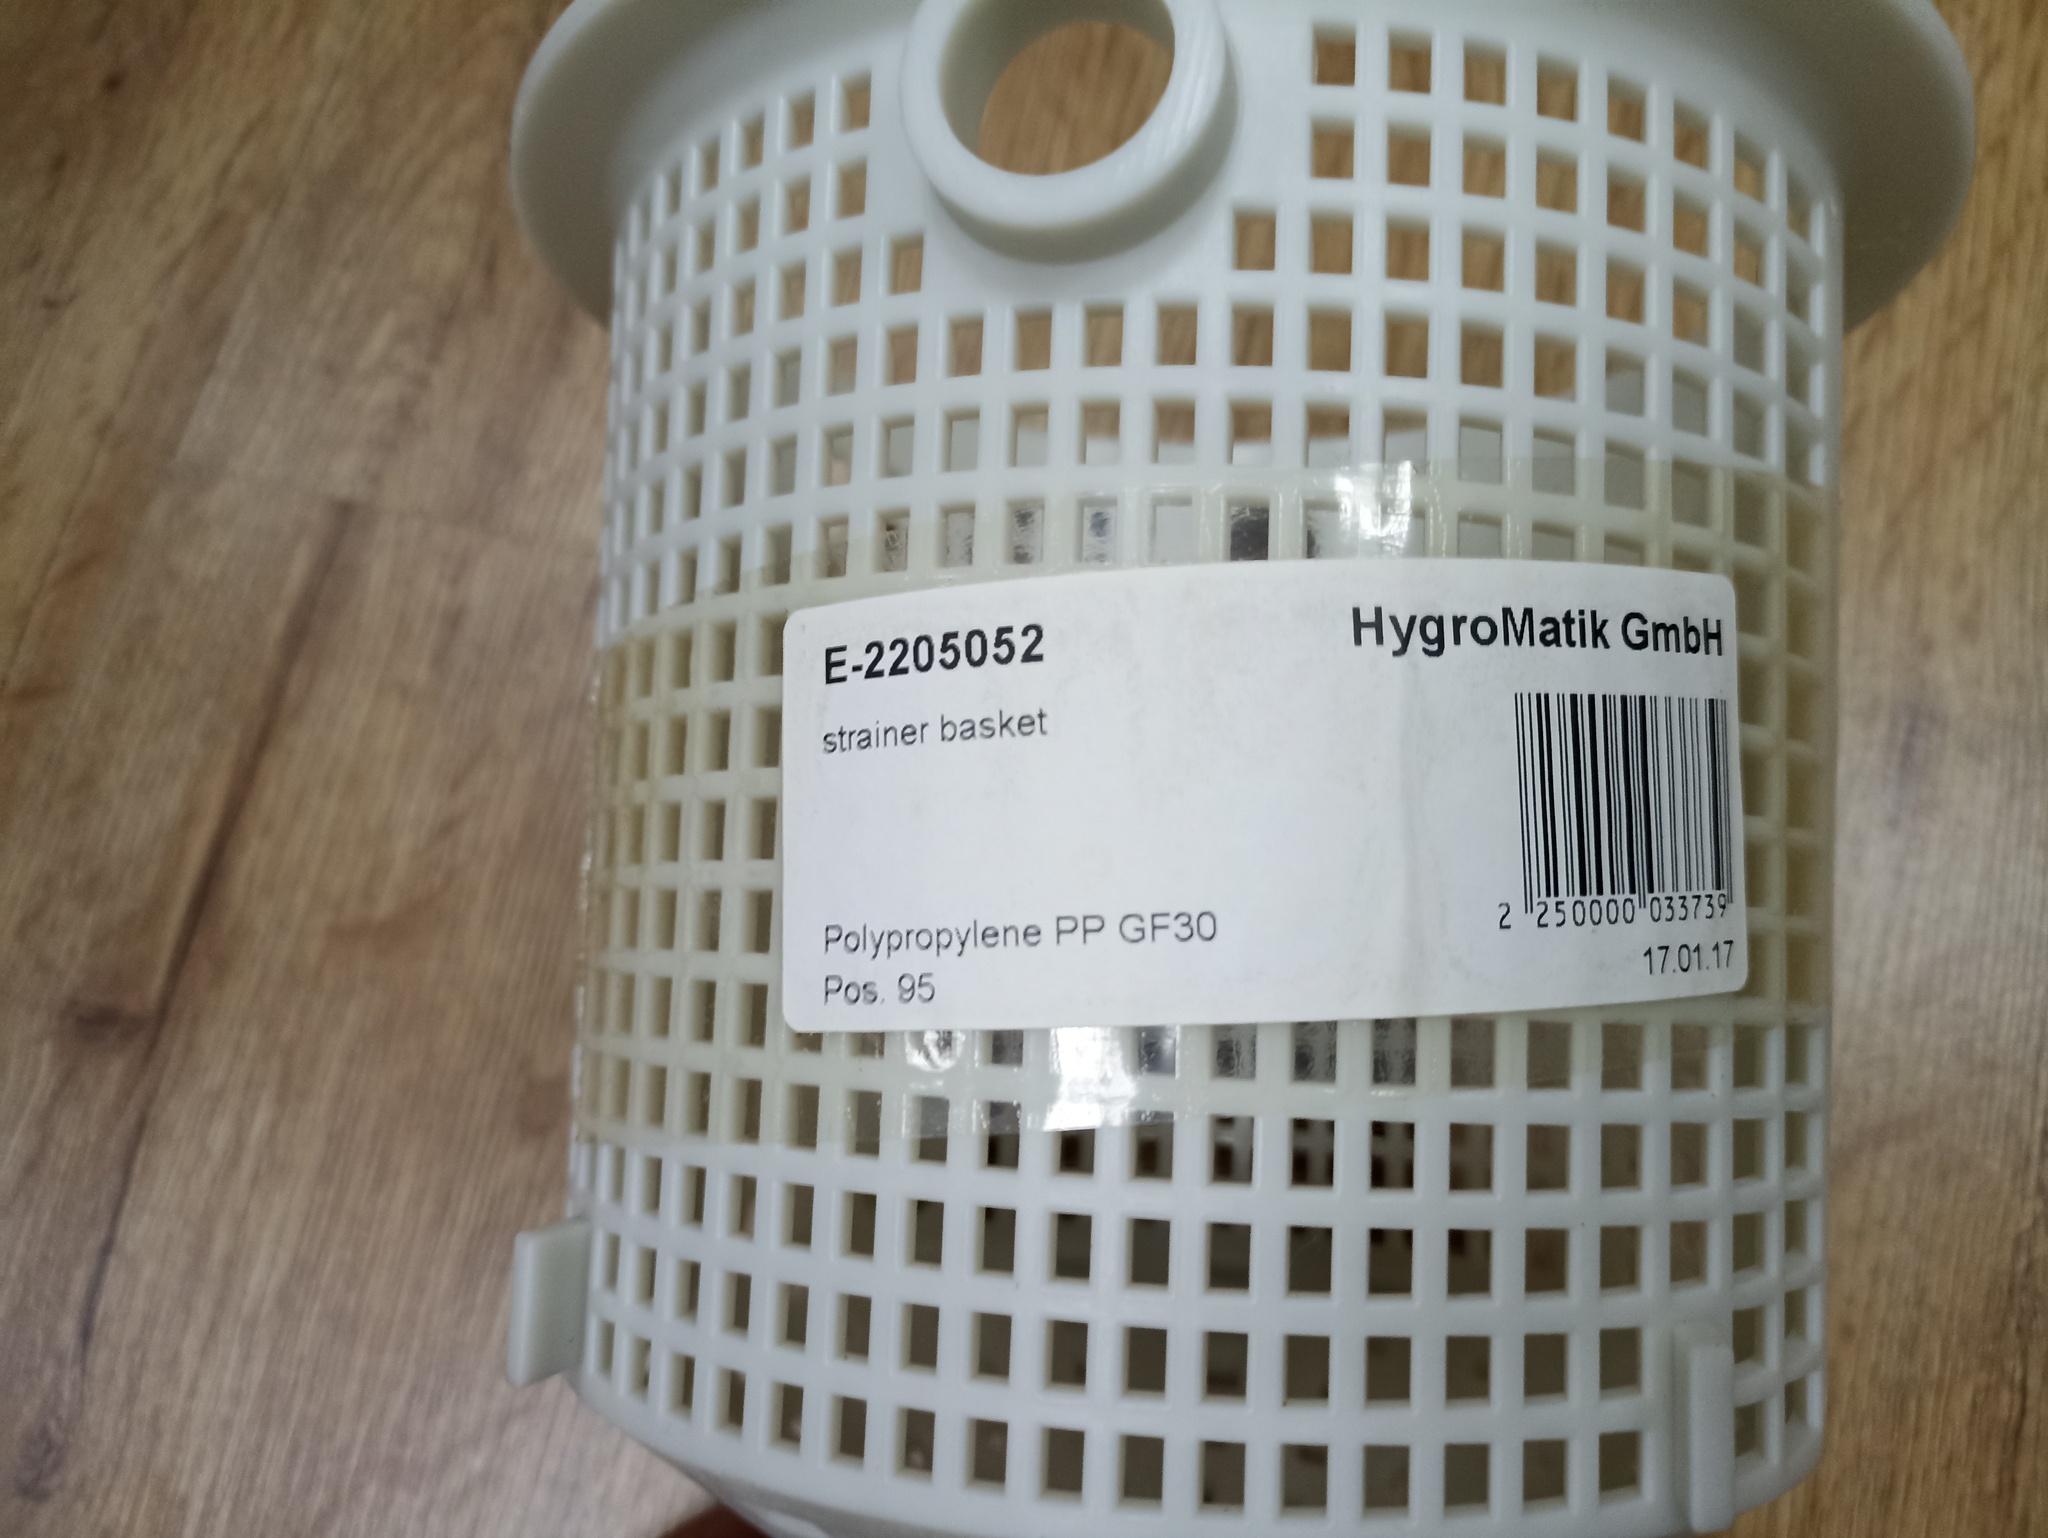 E-2205052 HygroMatik GmbH
strainer basket
Polypropylene PP GF30
Pos. 95
2 250000 033739
17.01.17